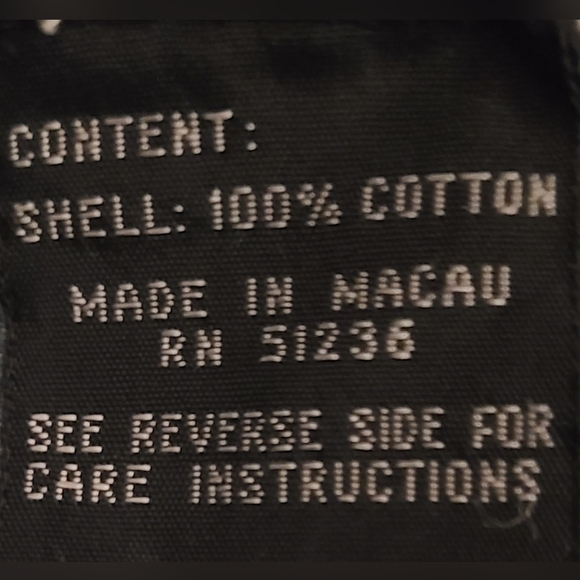 CONTENT:
SHELL: 100% COTTON
MADE IN MACAU
RN 51236
SEE REVERSE SIDE FOR
CARE INSTRUCTIONS